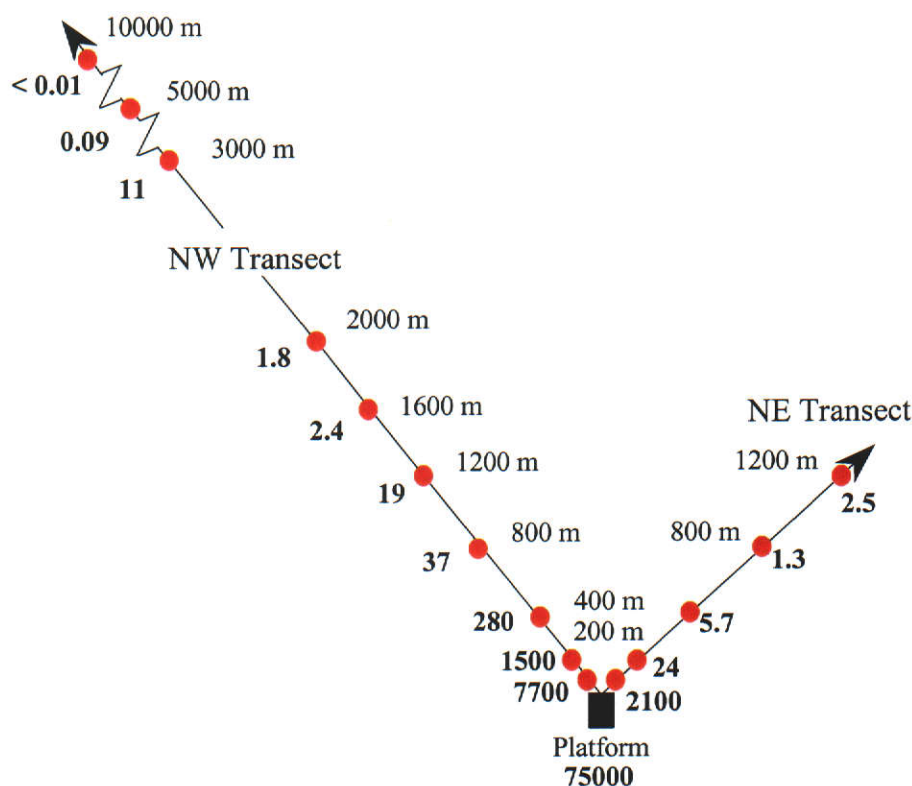 10000 m
< 0.01
5000 m
0.09
3000 m
11
NW Transect
2000 m
1.8
1600 m
2.4
NE Transect
1200 m
1200 m
19
2.5
800 m
800 m
37
1.3
400 m
280
5.7
200 m
1500
24
7700
2100
Platform
75000